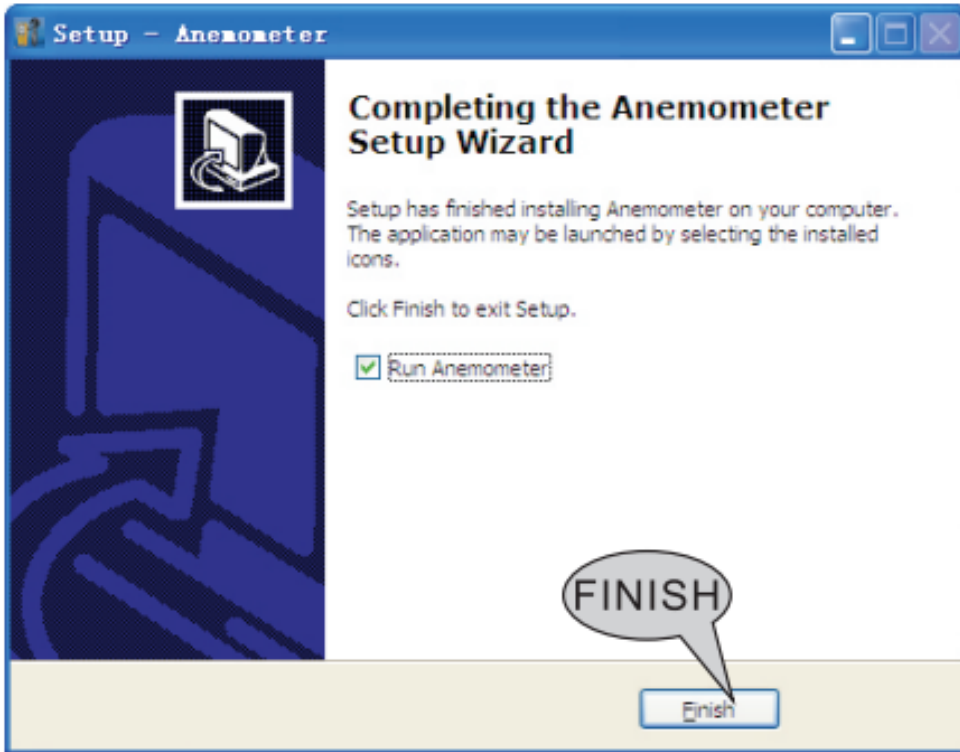 Setup - Anemometer
Completing the Anemometer
Setup Wizard
Setup has finished installing Anemometer on your computer.
The application may be launched by selecting the installed
icons.
Click Finish to exit Setup.
Run Anemometer
FINISH
Finish